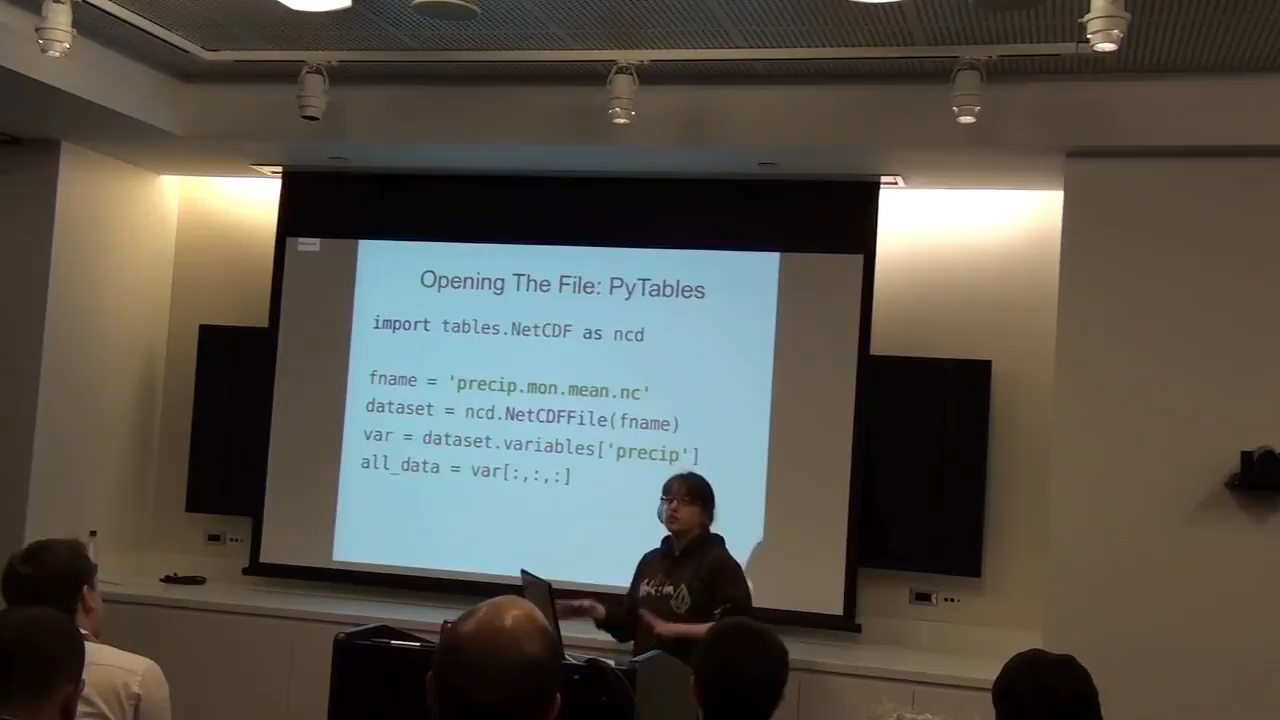 Opening The File: PyTables
import tables.NetCDF as ncd
fname = 'precip.mon.mean.nc'
dataset = ncd.NetCDFFile(fname)
var = dataset.variables['precip']
all_data = var[:,:,:]